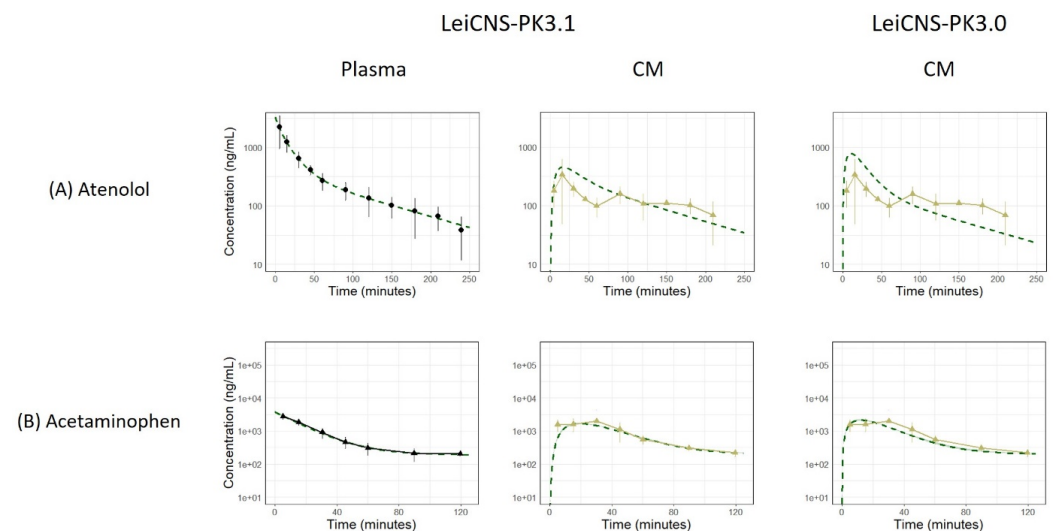 LeiCNS-PK3.1 LeiCNS-PK3.0
Plasma CM CM
(A) Atenolol
Concentration (ng/mL)
1000
100
10
0 50 100 150 200 250
Time (minutes)
1000
100
10
0 50 100 150 200 250
Time (minutes)
1000
100
10
0 50 100 150 200 250
Time (minutes)
(B) Acetaminophen
Concentration (ng/mL)
1e+05
1e+04
1e+03
1e+02
1e+01
0 40 80 120
Time (minutes)
1e+05
1e+04
1e+03
1e+02
1e+01
0 40 80 120
Time (minutes)
1e+05
1e+04
1e+03
1e+02
1e+01
0 40 80 120
Time (minutes)